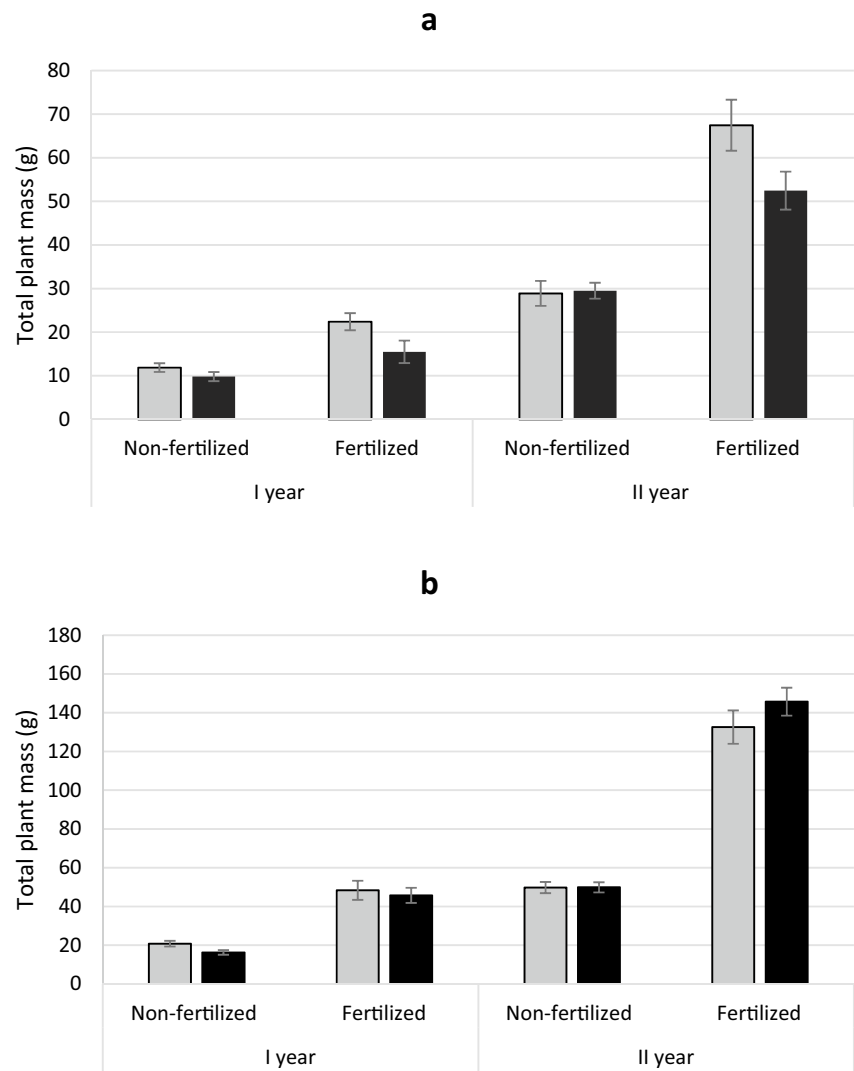 a
Total plant mass (g)
80
70
60
50
40
30
20
10
0
Non-fertilized Fertilized Non-fertilized Fertilized
I year II year
b
Total plant mass (g)
180
160
140
120
100
80
60
40
20
0
Non-fertilized Fertilized Non-fertilized Fertilized
I year II year